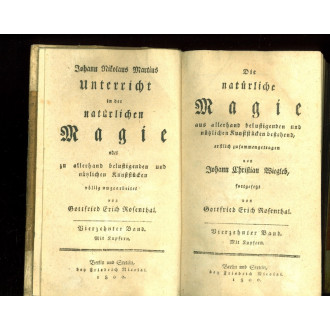 Johann Nikolaus Martius
Unterricht
in der
natürlichen
Magie
oder
zu allerhand belustigenden und
nützlichen Kunststücken
völlig umgearbeitet
von
Gottfried Erich Rosenthal.
Vierzehnter Band.
Mit Kupfern.
Berlin und Stettin,
bey Friedrich Nicolai
1800.
Die
natürliche
Magie
aus allerhand belustigenden und
nützlichen Kunststücken bestehend;
erstlich zusammengetragen
von
Johann Christian Wiegleb,
fortgesetzt
von
Gottfried Erich Rosenthal.
Vierzehnter Band.
Mit Kupfern.
Berlin und Stettin,
bey Friedrich Nicolai,
1800.